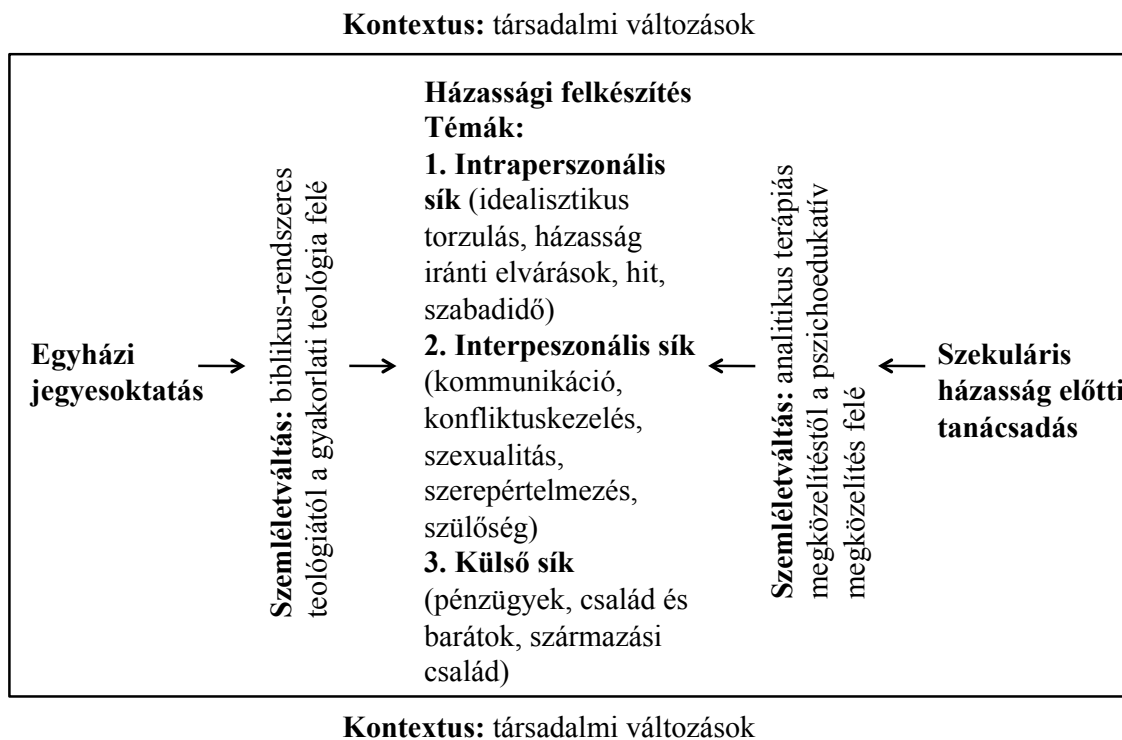 Kontextus: társadalmi változások
Egyházi
jegyesoktatás
Szemléletváltás: biblikus-rendszeres
teológiától a gyakorlati teológia felé
Házassági felkészítés
Témák:
1. Intraperszonális
sík (idealisztikus
torzulás, házasság
iránti elvárások, hit,
szabadidő)
2. Interpeszonális sík
(kommunikáció,
konfliktuskezelés,
szexualitás,
szerepértelmezés,
szülőség)
3. Külső sík
(pénzügyek, család és
barátok, származási
család)
Szemléletváltás: analitikus terápiás
megközelítéstől a pszichoedukatív
megközelítés felé
Szekuláris
házasság előtti
tanácsadás
Kontextus: társadalmi változások